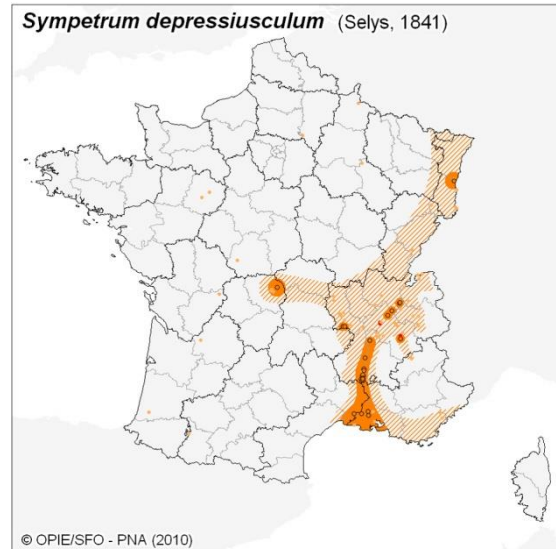 Sympetrum depressiusculum (Selys, 1841)
© OPIE/SFO - PNA (2010)